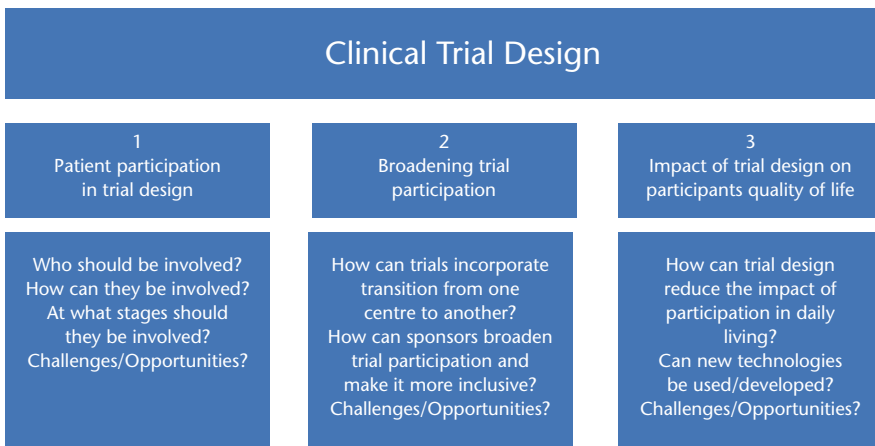 Clinical Trial Design
1
Patient participation
in trial design
2
Broadening trial
participation
3
Impact of trial design on
participants quality of life
Who should be involved?
How can they be involved?
At what stages should
they be involved?
Challenges/Opportunities?
How can trials incorporate
transition from one
centre to another?
How can sponsors broaden
trial participation and
make it more inclusive?
Challenges/Opportunities?
How can trial design
reduce the impact of
participation in daily
living?
Can new technologies
be used/developed?
Challenges/Opportunities?